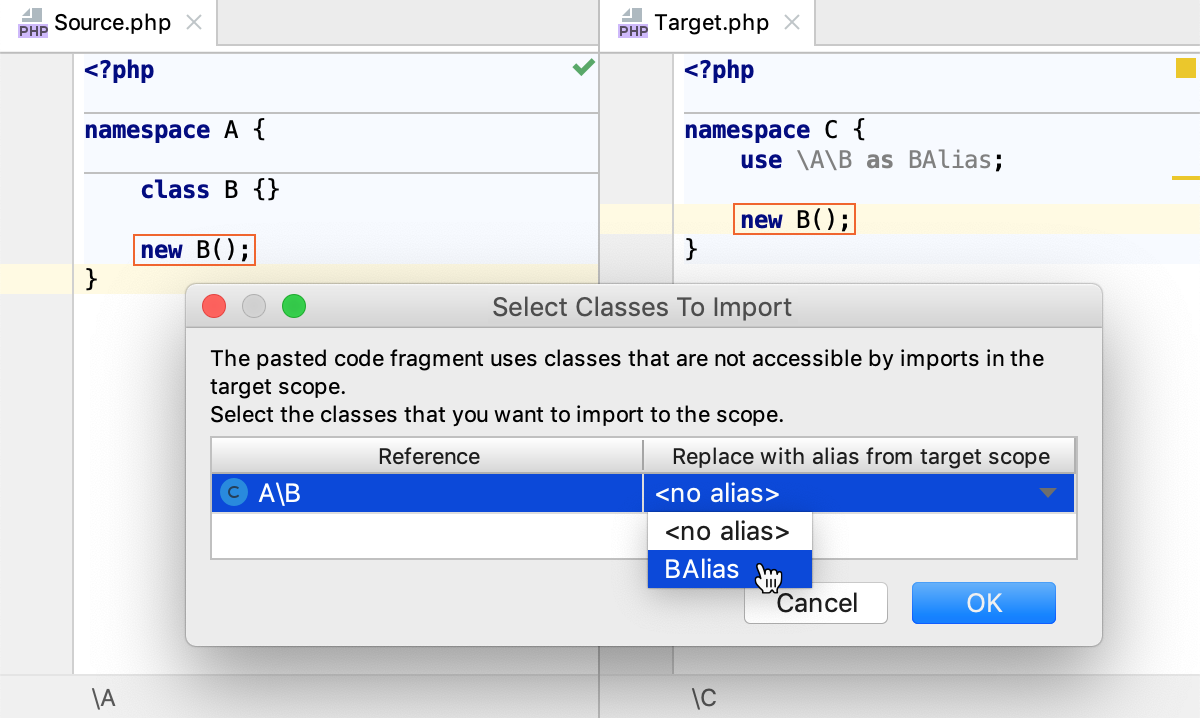 PHP Source.php
<?php
namespace A {
class B {}
new B();
}
\A
PHP Target.php
<?php
namespace C {
use \A\B as BAlias;
new B();
}
\C
Select Classes To Import
The pasted code fragment uses classes that are not accessible by imports in the
target scope.
Select the classes that you want to import to the scope.
Reference Replace with alias from target scope
C A\B <no alias>
<no alias>
BAlias
Cancel OK